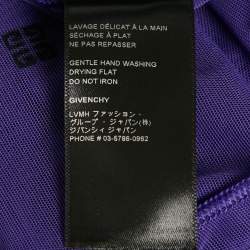 LAVAGE DÉLICAT À LA MAIN
SÉCHAGE À PLAT
NE PAS REPASSER
GENTLE HAND WASHING
DRYING FLAT
DO NOT IRON
GIVENCHY
LVMH ファッション・
グループ・ジャパン(株)
ジバンシィ ジャパン
PHONE # 03-5786-0992